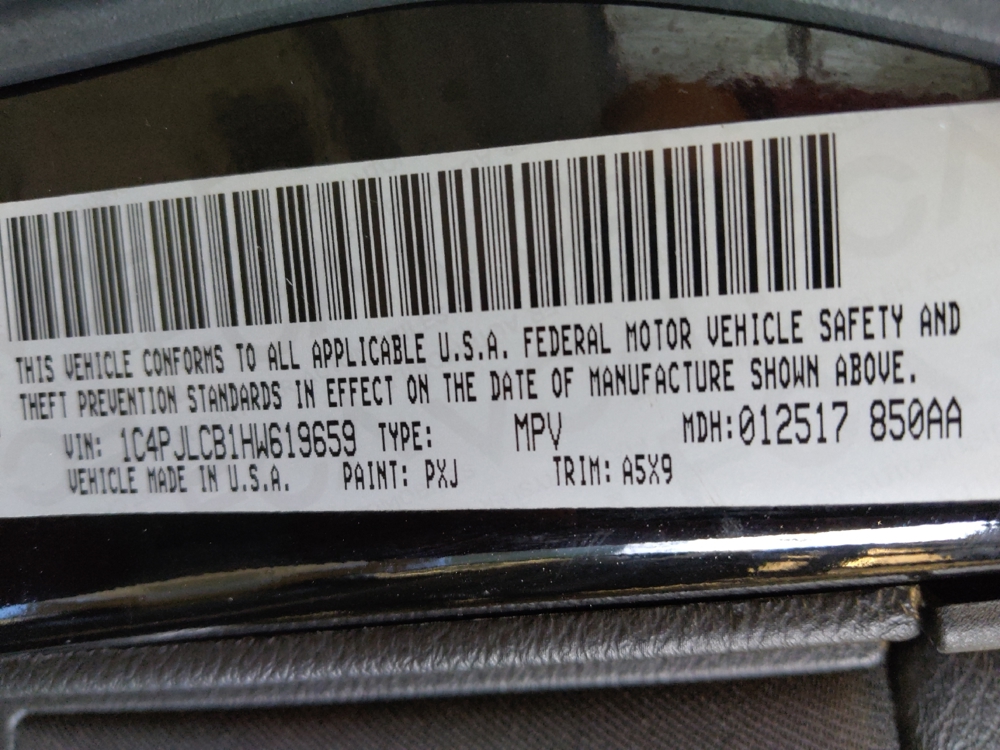 THIS VEHICLE CONFORMS TO ALL APPLICABLE U.S.A. FEDERAL MOTOR VEHICLE SAFETY AND
THEFT PREVENTION STANDARDS IN EFFECT ON THE DATE OF MANUFACTURE SHOWN ABOVE.
VIN: 1C4PJLCB1HW619659 TYPE: MPV MDH: 012517 850AA
VEHICLE MADE IN U.S.A. PAINT: PXJ TRIM: A5X9